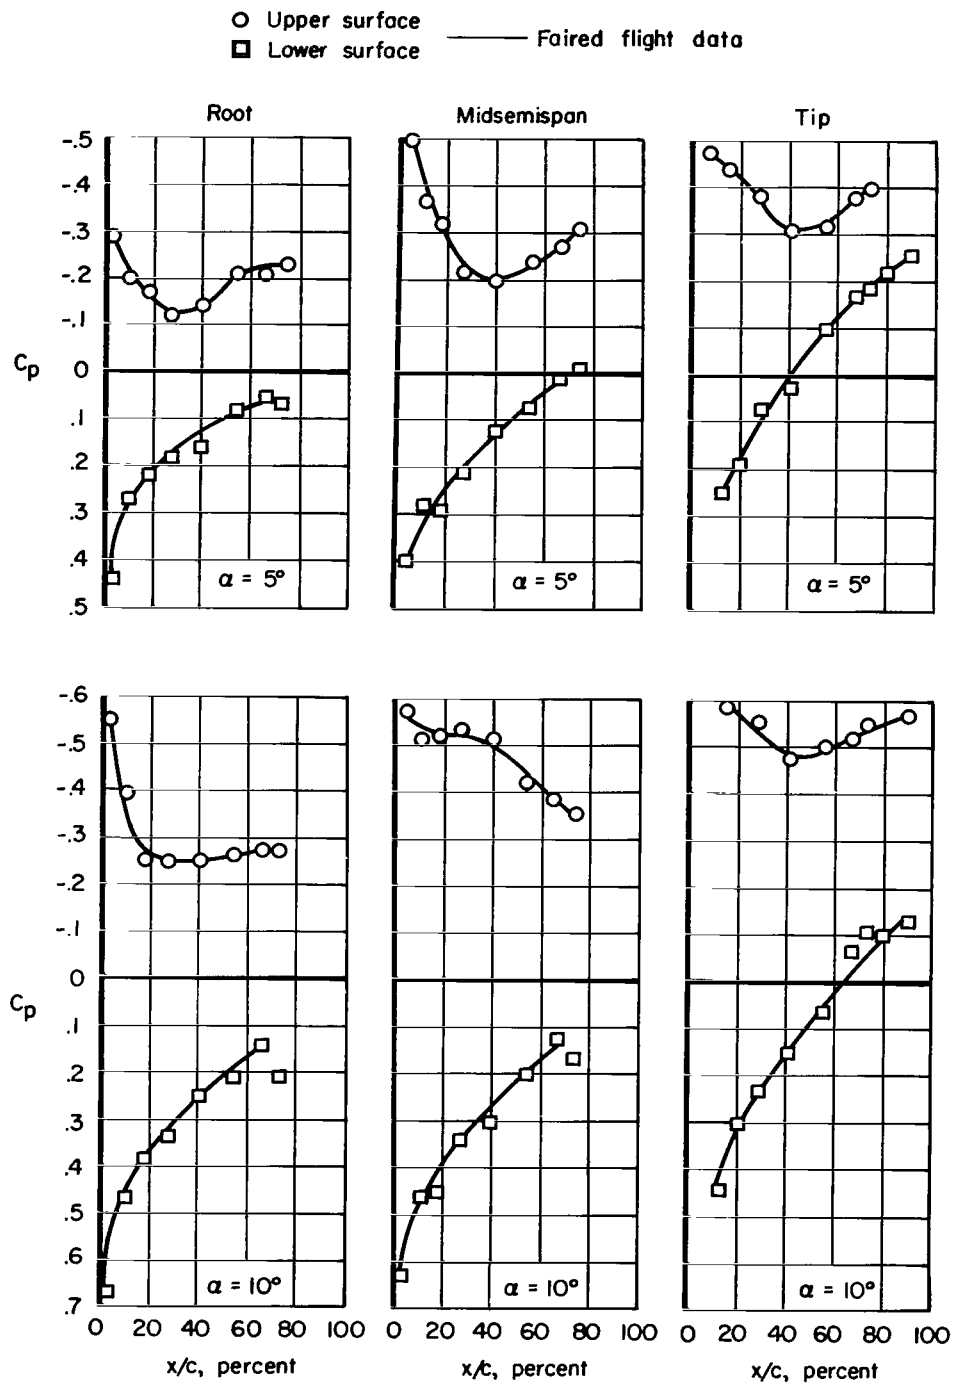 Upper surface
Lower surface
Faired flight data
Root
Midsemispan
Tip
-.5
-.4
-.3
-.2
-.1
0
.1
.2
.3
.4
.5
Cp
α = 5°
α = 5°
α = 5°
-.6
-.5
-.4
-.3
-.2
-.1
0
.1
.2
.3
.4
.5
.6
.7
Cp
α = 10°
α = 10°
α = 10°
0 20 40 60 80 100
0 20 40 60 80 100
0 20 40 60 80 100
x/c, percent
x/c, percent
x/c, percent